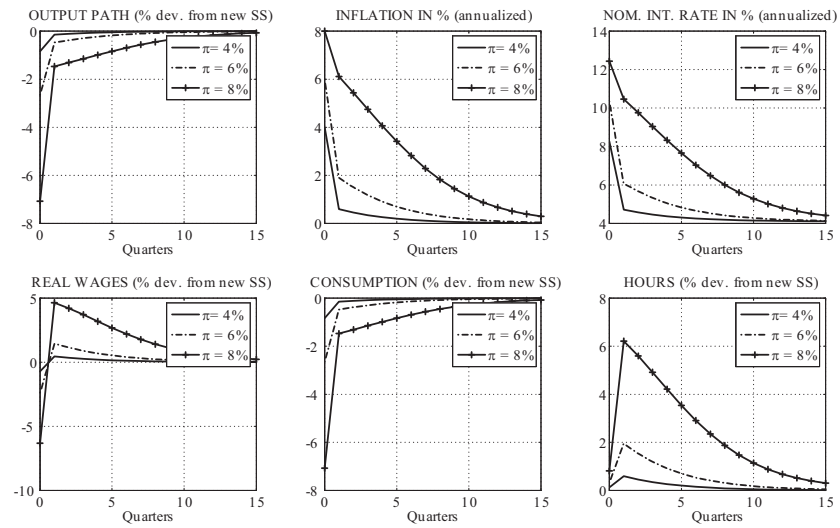 OUTPUT PATH (% dev. from new SS)
0
-2
-4
-6
-8
0 5 10 15
Quarters
π= 4%
π = 6%
π = 8%
INFLATION IN % (annualized)
8
6
4
2
0
0 5 10 15
Quarters
π= 4%
π = 6%
π = 8%
NOM. INT. RATE IN % (annualized)
14
12
10
8
6
4
0 5 10 15
Quarters
π= 4%
π = 6%
π = 8%
REAL WAGES (% dev. from new SS)
5
0
-5
-10
0 5 10 15
Quarters
π= 4%
π = 6%
π = 8%
CONSUMPTION (% dev. from new SS)
0
-2
-4
-6
-8
0 5 10 15
Quarters
π= 4%
π = 6%
π = 8%
HOURS (% dev. from new SS)
8
6
4
2
0
0 5 10 15
Quarters
π= 4%
π = 6%
π = 8%